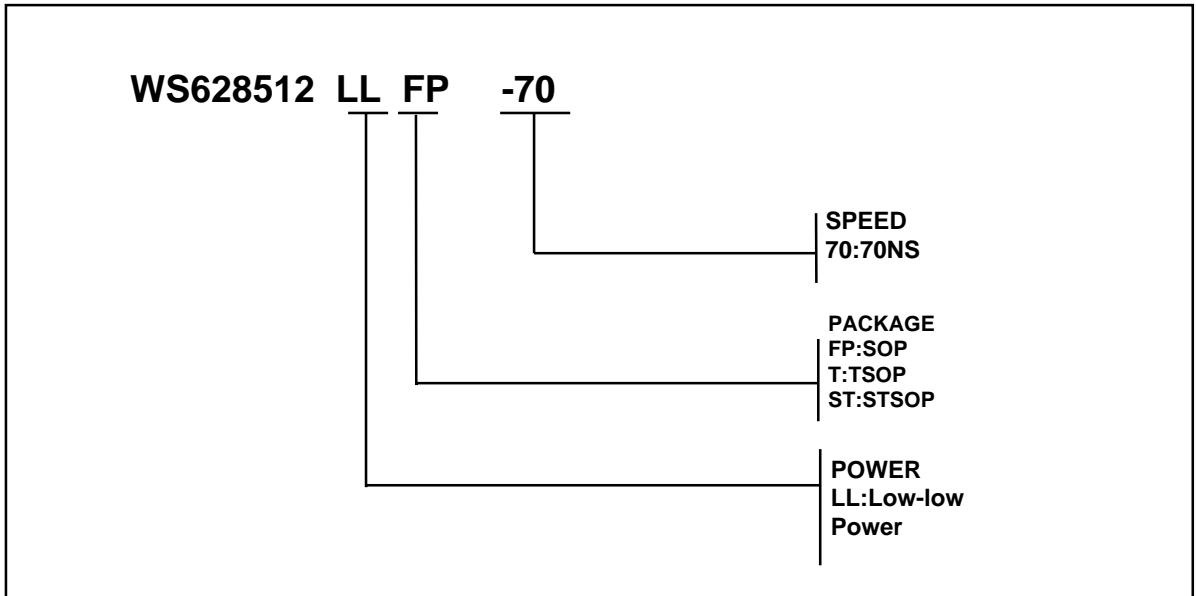 WS628512 LL FP -70
SPEED
70:70NS
PACKAGE
FP:SOP
T:TSOP
ST:STSOP
POWER
LL:Low-low
Power